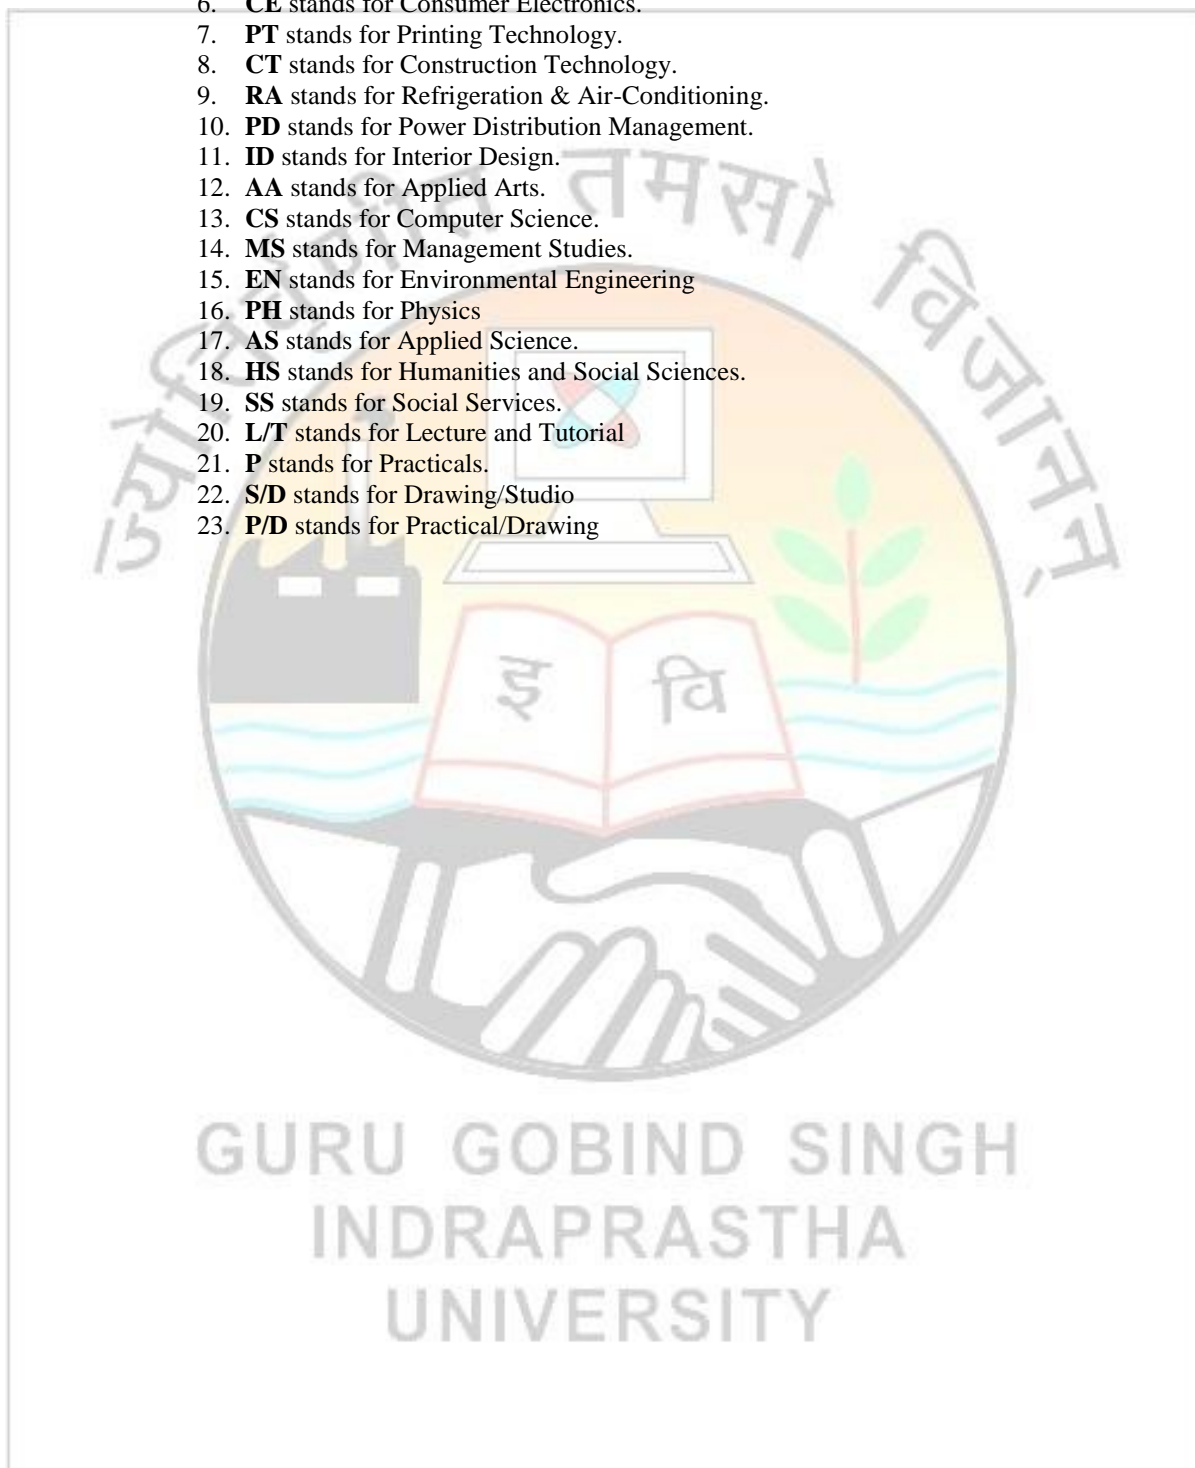 6. CE stands for Consumer Electronics.
7. PT stands for Printing Technology.
8. CT stands for Construction Technology.
9. RA stands for Refrigeration & Air-Conditioning.
10. PD stands for Power Distribution Management.
11. ID stands for Interior Design.
12. AA stands for Applied Arts.
13. CS stands for Computer Science.
14. MS stands for Management Studies.
15. EN stands for Environmental Engineering
16. PH stands for Physics
17. AS stands for Applied Science.
18. HS stands for Humanities and Social Sciences.
19. SS stands for Social Services.
20. L/T stands for Lecture and Tutorial
21. P stands for Practicals.
22. S/D stands for Drawing/Studio
23. P/D stands for Practical/Drawing
तमसो
इ वि
GURU GOBIND SINGH
INDRAPRASTHA
UNIVERSITY